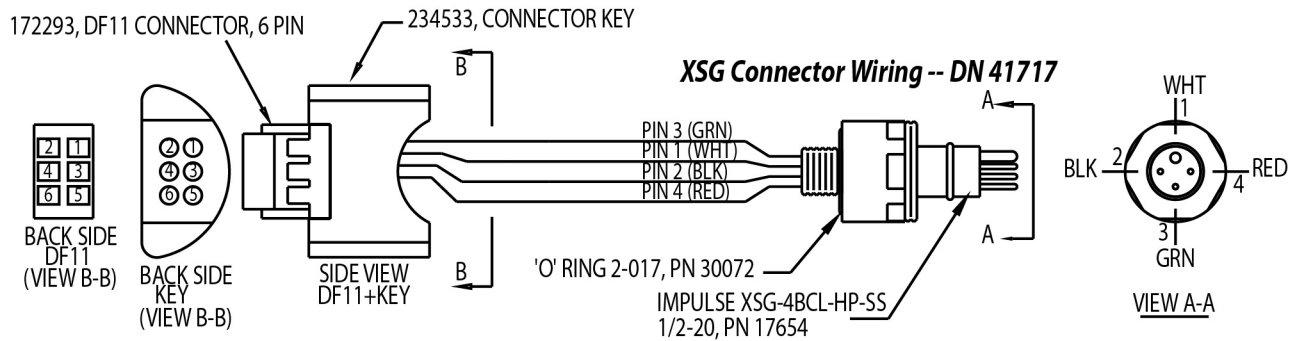 172293, DF11 CONNECTOR, 6 PIN
234533, CONNECTOR KEY
B
XSG Connector Wiring -- DN 41717
A
WHT
1
PIN 3 (GRN)
PIN 1 (WHT)
PIN 2 (BLK)
PIN 4 (RED)
2 1
4 3
6 5
2 1
4 3
6 5
BLK 2
RED
4
3
GRN
BACK SIDE
DF11
(VIEW B-B)
BACK SIDE
KEY
(VIEW B-B)
SIDE VIEW
DF11+KEY
B
A
'O' RING 2-017, PN 30072
IMPULSE XSG-4BCL-HP-SS
1/2-20, PN 17654
VIEW A-A